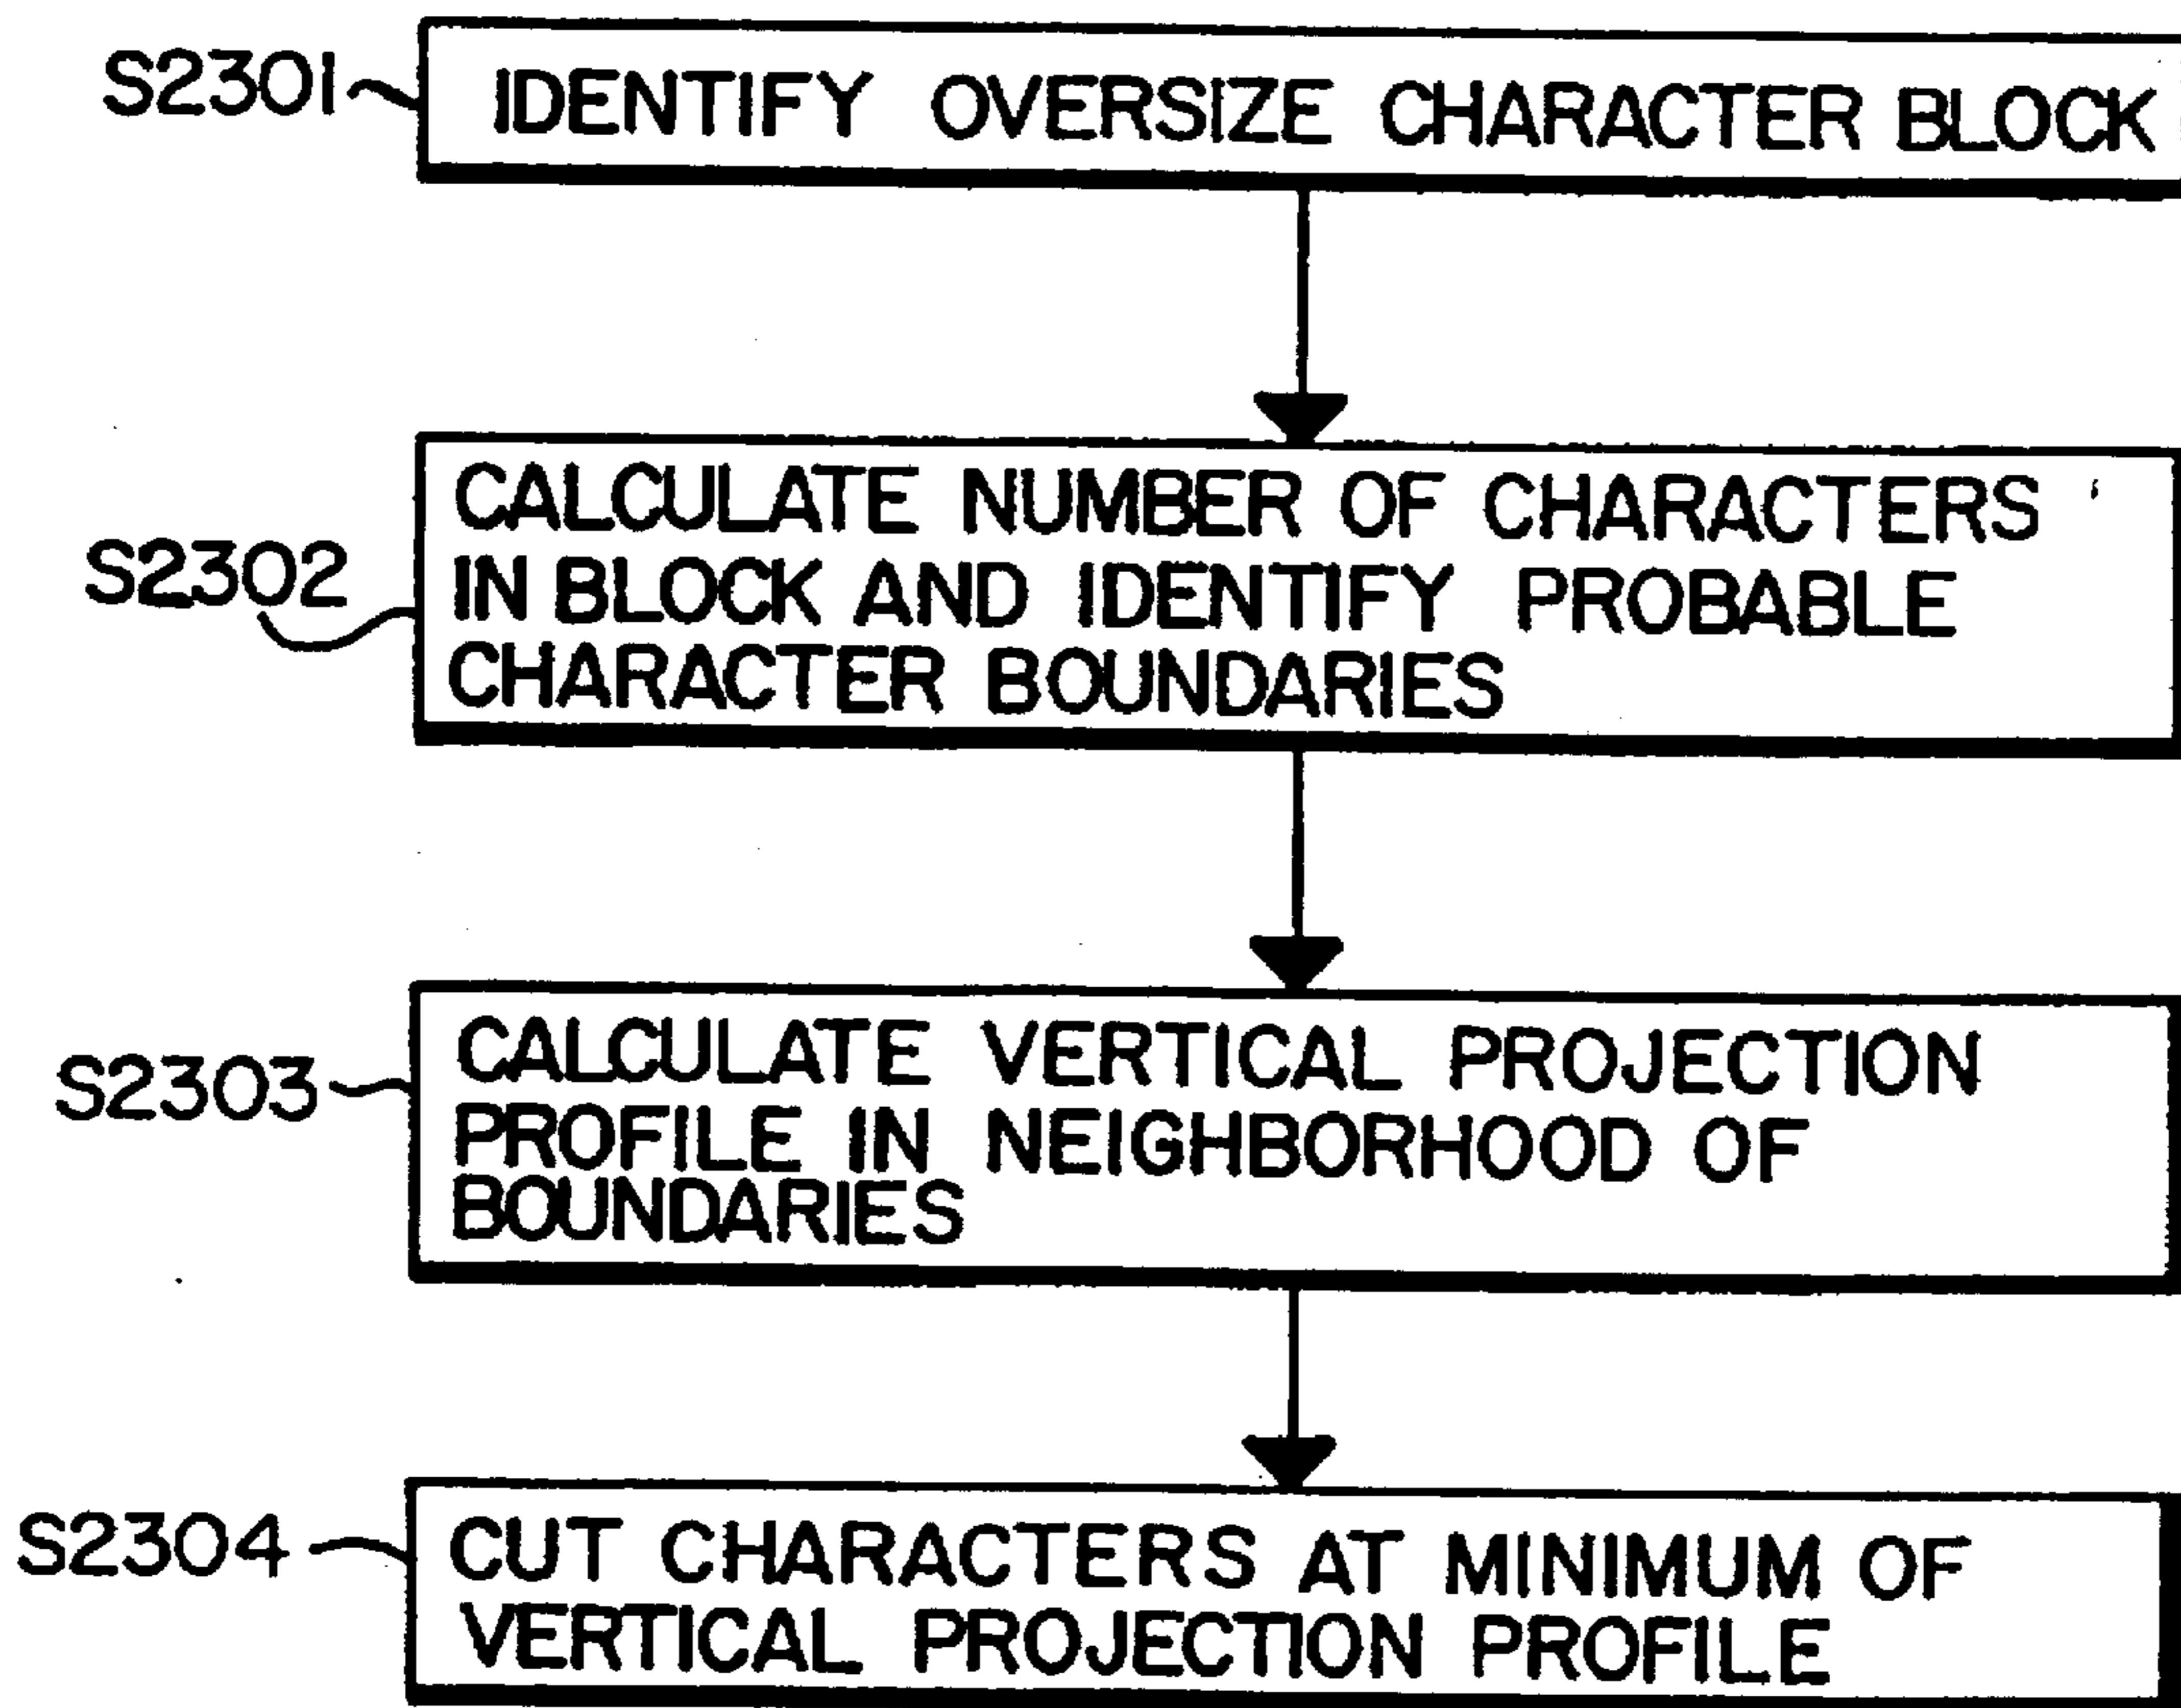 S2301
IDENTIFY OVERSIZE CHARACTER BLOCK
S2302
CALCULATE NUMBER OF CHARACTERS
IN BLOCK AND IDENTIFY PROBABLE
CHARACTER BOUNDARIES
S2303
CALCULATE VERTICAL PROJECTION
PROFILE IN NEIGHBORHOOD OF
BOUNDARIES
S2304
CUT CHARACTERS AT MINIMUM OF
VERTICAL PROJECTION PROFILE